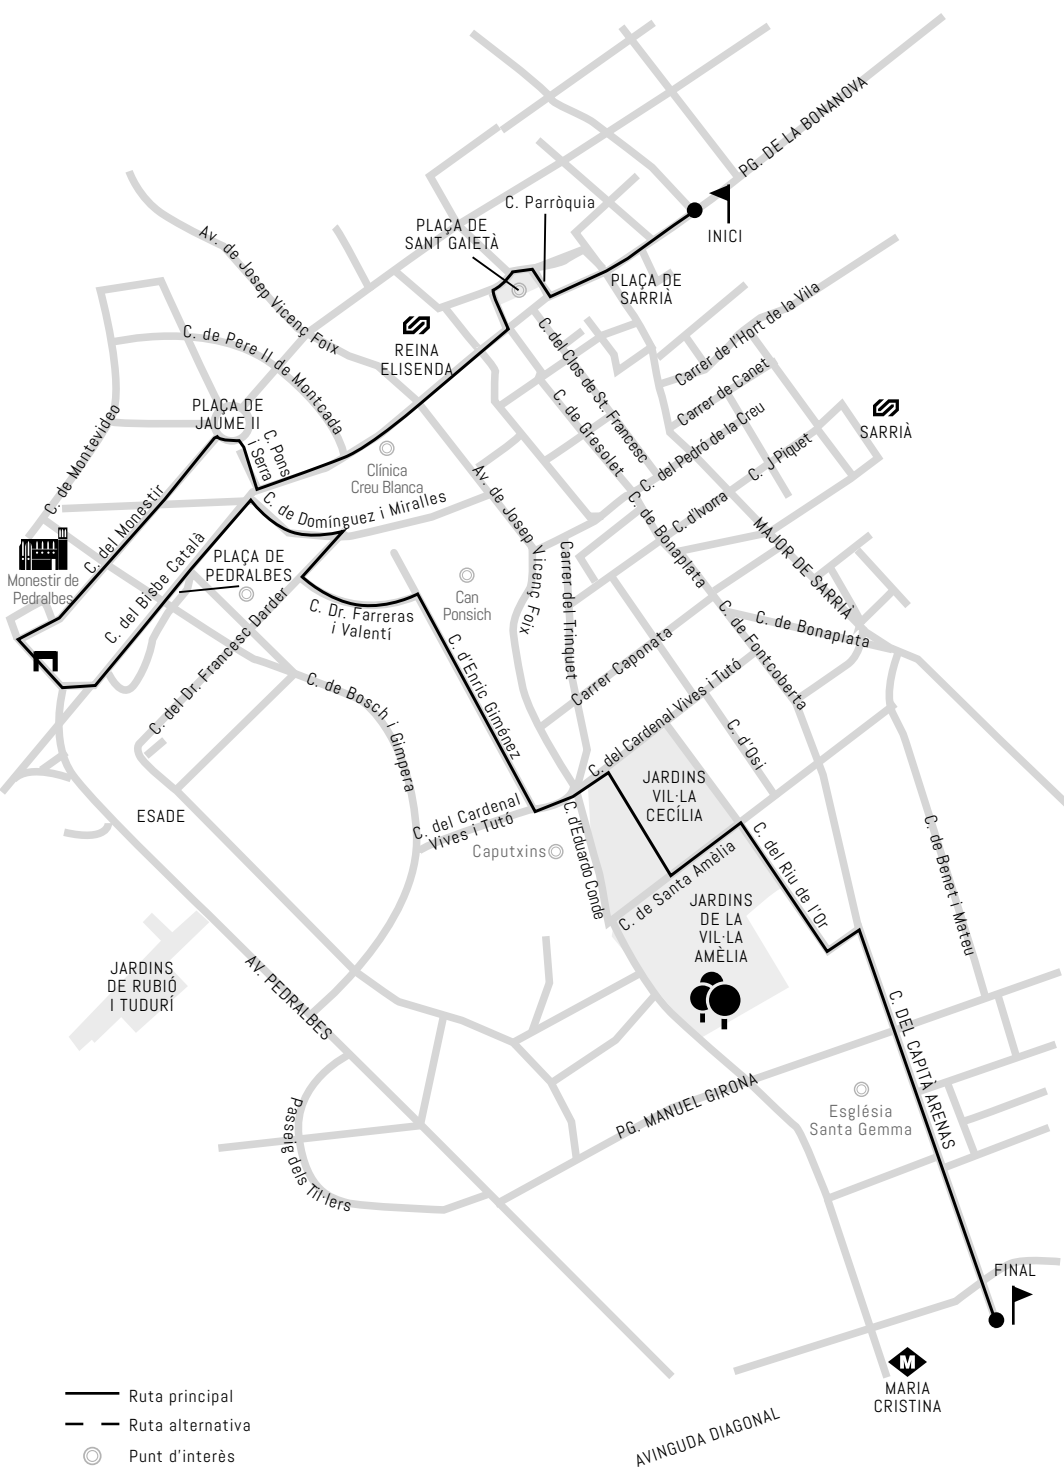 PG. DE LA BONANOVA
C. Parròquia
PLAÇA DE
SANT GAIETÀ
INICI
Av. de Josep Vicenç Foix
PLAÇA DE
SARRIÀ
Carrer de l'Hort de la Vila
C. de Pere II de Montcada
REINA
ELISENDA
C. del Clos de St. Francesc
Carrer de Canet
PLAÇA DE
JAUME II
C. de Gresolet
C. del Pedró de la Creu
SARRIÀ
C. de Montevideo
C. Pons
i Serra
C. J Piquet
Clínica
Creu Blanca
Av. de Josep Vicenç Foix
C. de Domínguez i Miralles
C. del Monestir
C. de Bonaplata
C. d'Ivorra
MAJOR DE SARRIÀ
C. del Bisbe Català
PLAÇA DE
PEDRALBES
Carrer del Trinquet
Monestir de
Pedralbes
Can
Ponsich
C. Dr. Farreras
i Valentí
C. de Fontcoberta
C. de Bonaplata
C. del Dr. Francesc Darder
C. d'Enric Giménez
Carrer Caponata
C. de Bosch i Gimpera
C. del Cardenal Vives i Tutó
C. d'Osi
JARDINS
VIL·LA
CECÍLIA
ESADE
C. del Cardenal
Vives i Tutó
C. d'Eduardo Conde
Caputxins
C. de Santa Amèlia
C. del Riu de l'Or
C. de Benet i Mateu
JARDINS
DE LA
VIL·LA
AMÈLIA
JARDINS
DE RUBIÓ
I TUDURÍ
AV. PEDRALBES
C. DEL CAPITÀ ARENAS
Passeig dels Til·lers
PG. MANUEL GIRONA
Església
Santa Gemma
FINAL
M
MARIA
CRISTINA
AVINGUDA DIAGONAL
Ruta principal
Ruta alternativa
Punt d'interès